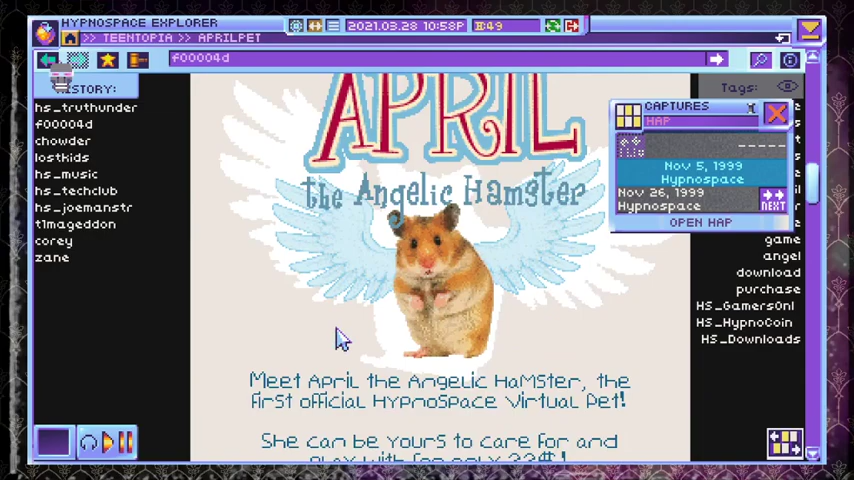 HYPNOSPACE EXPLORER
2021.03.28 10:58P
49
>> TEENTOPIA >> APRILPET
f00004d
HISTORY:
hs_truthunder
f00004d
chowder
lostkids
hs_music
hs_techclub
hs_joemanstr
t1mageddon
corey
zane
APRIL
the Angelic Hamster
Meet April the Angelic Hamster, the
first official Hypnospace Virtual Pet!
She can be yours to care for and
Tags:
CAPTURES
HAP
-----
Nov 5, 1999
Hypnospace
Nov 26, 1999
Hypnospace
NEXT
OPEN HAP
game
angel
download
purchase
HS_GamersOnl
HS_HypnoCoin
HS_Downloads